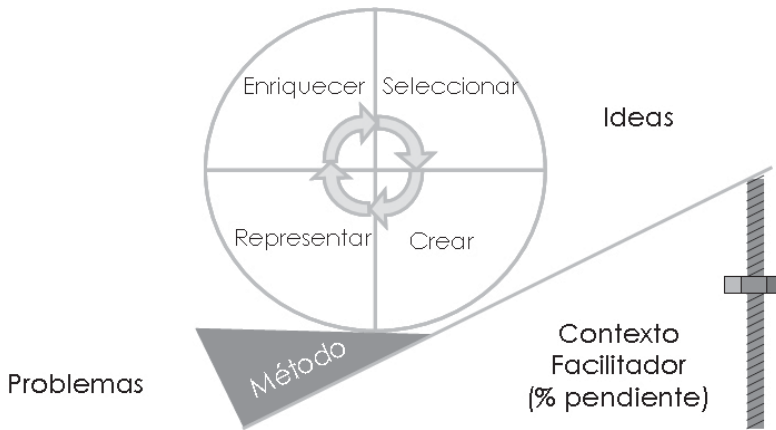 Enriquecer
Seleccionar
Ideas
Representar
Crear
Método
Contexto
Facilitador
(% pendiente)
Problemas